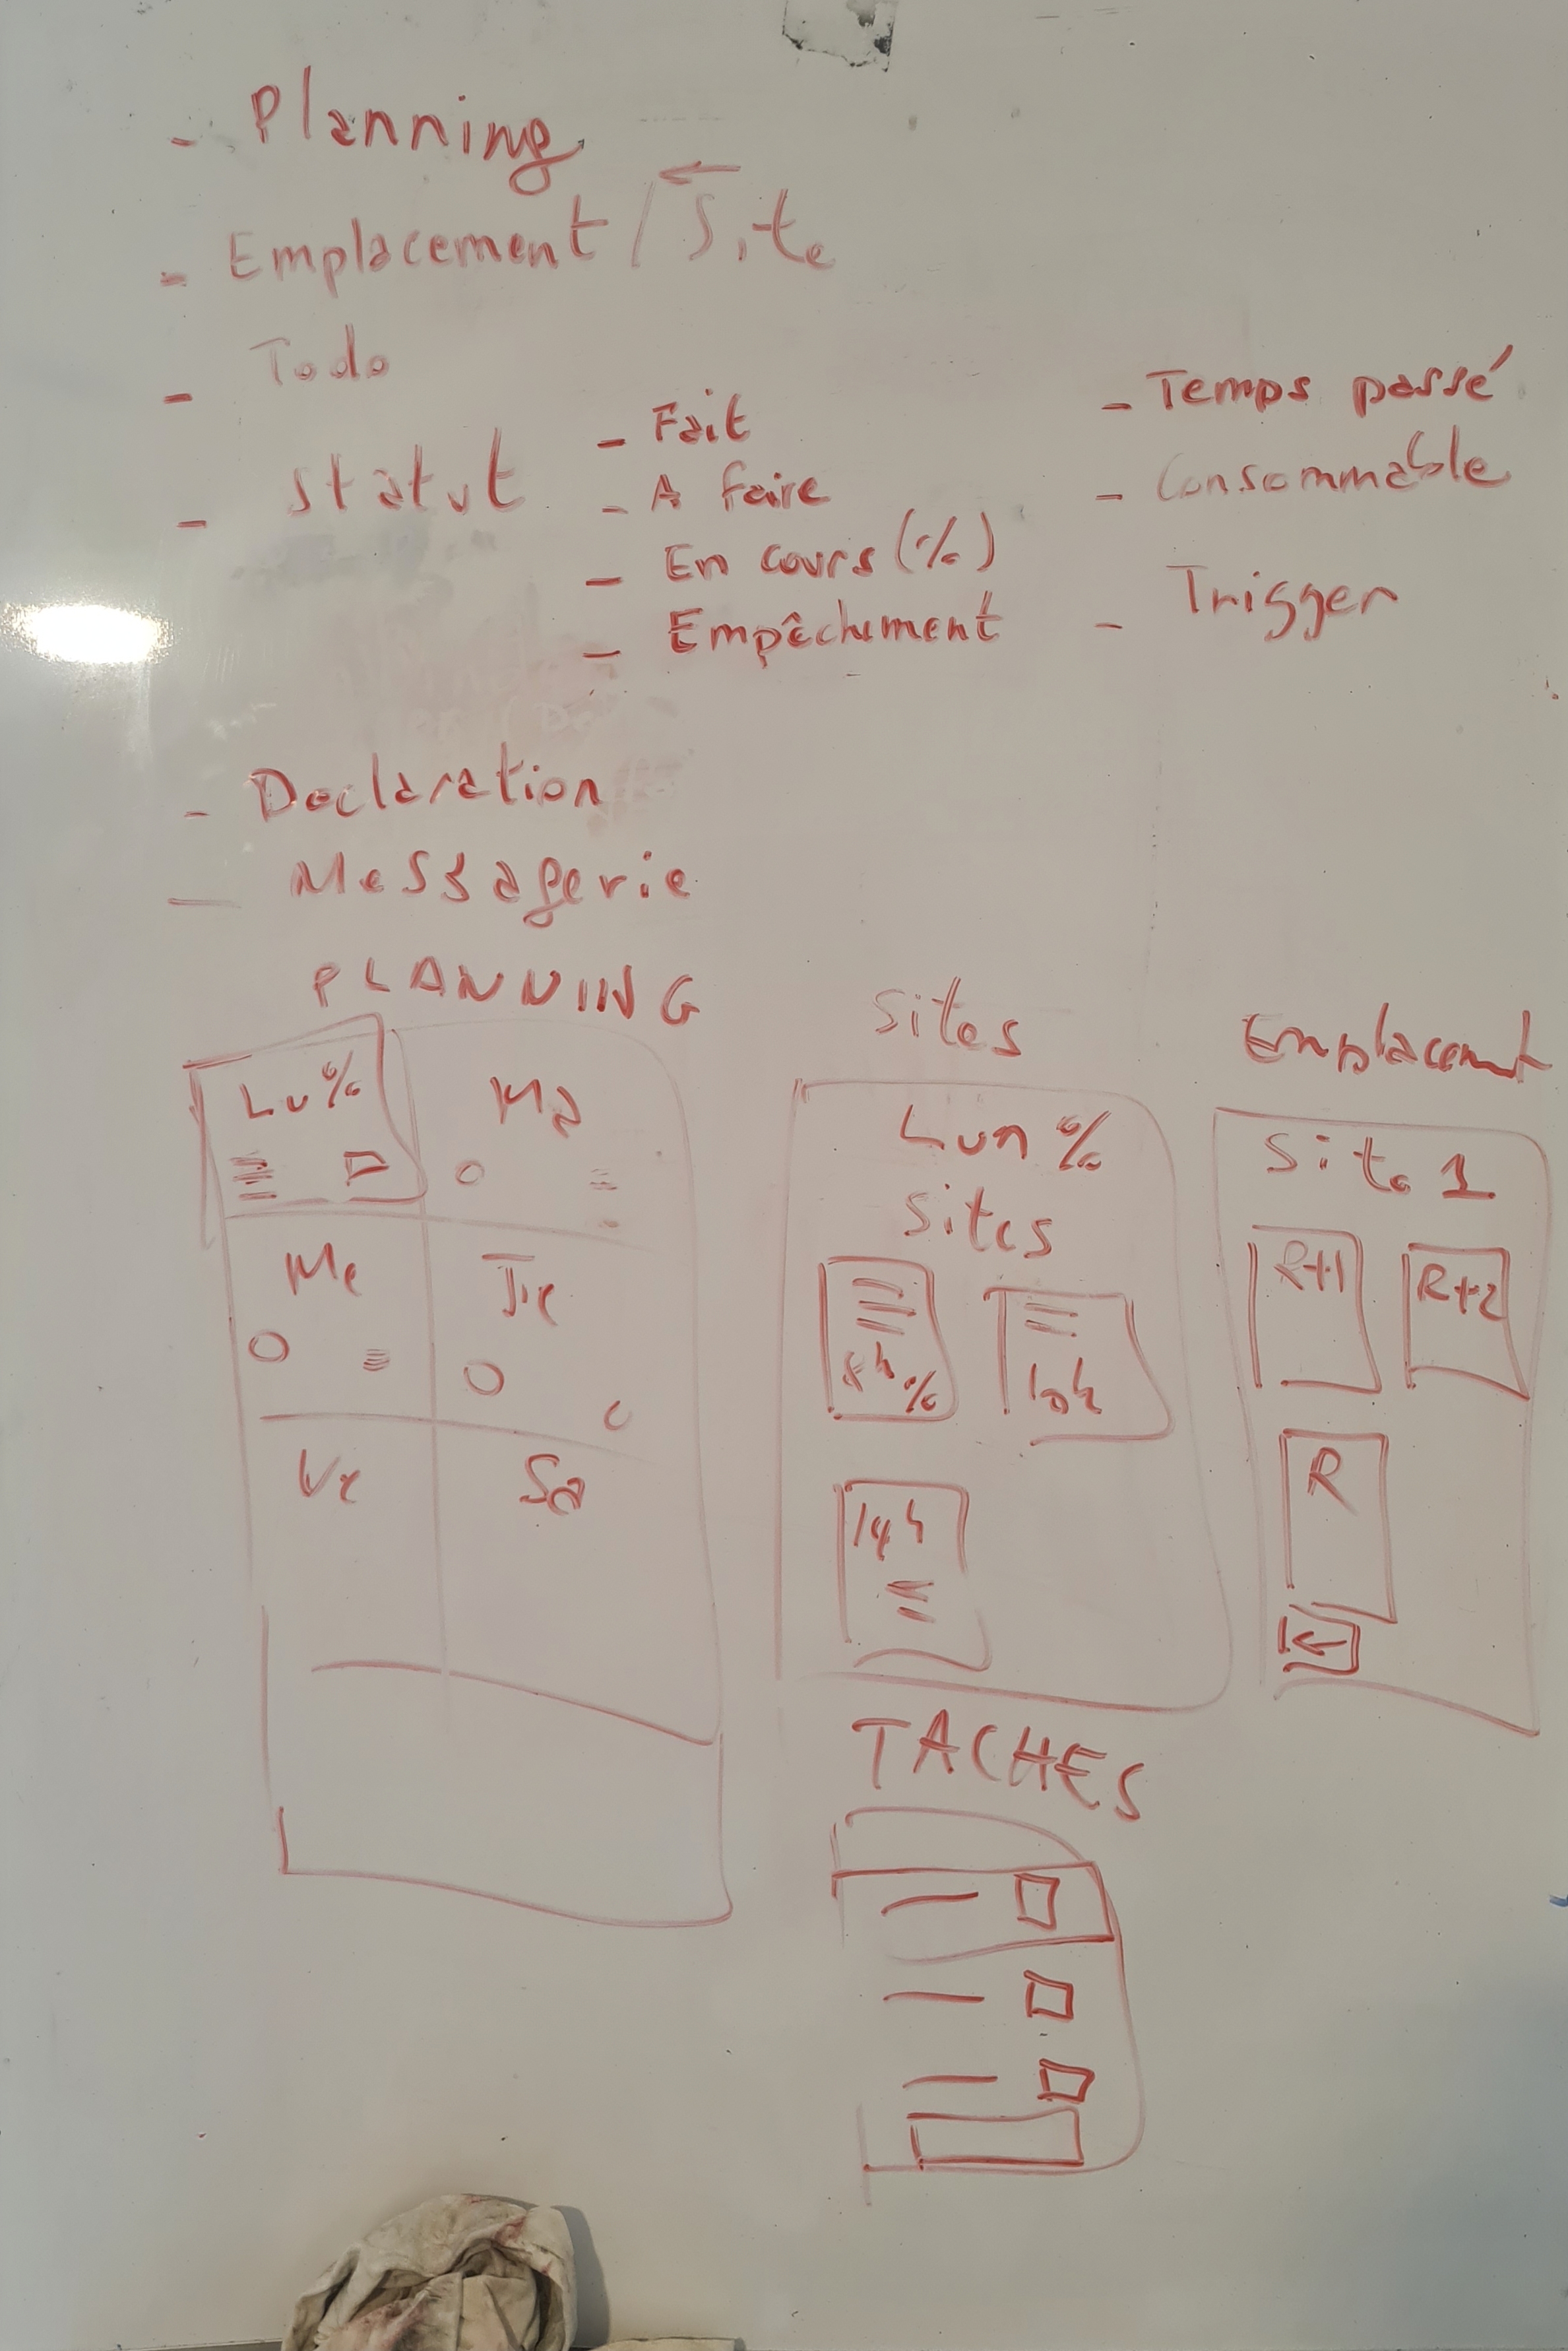 - Planning
- Emplacement / Site
- Todo
- Statut
- Fait
- A faire
- En cours (%)
- Empêchement
- Temps passé
- Consommable
- Trigger
- Declaration
- Messagerie
PLANNING
Lu %
Ma
Me
Je
Ve
Sa
Sites
Lun %
Sites
8h %
10h
14h
Emplacement
Site 1
R+1
R+2
R
TACHES